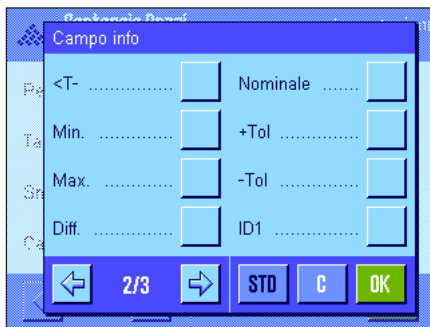 Campo info
<T- ............... Nominale .......
Min. ............... +Tol ...............
Max. ............... -Tol ...............
Diff. ............... ID1 ...............
2/3 STD C OK